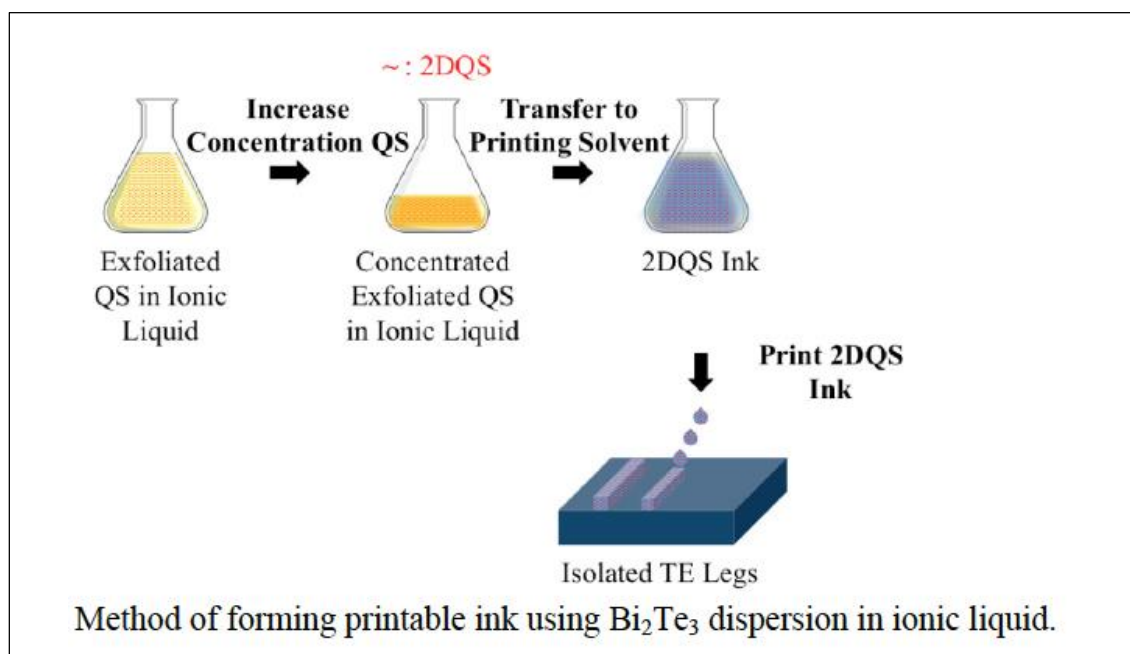 ~ : 2DQS
Increase
Concentration QS
Transfer to
Printing Solvent
Exfoliated
QS in Ionic
Liquid
Concentrated
Exfoliated QS
in Ionic Liquid
2DQS Ink
Print 2DQS
Ink
Isolated TE Legs
Method of forming printable ink using Bi₂Te₃ dispersion in ionic liquid.